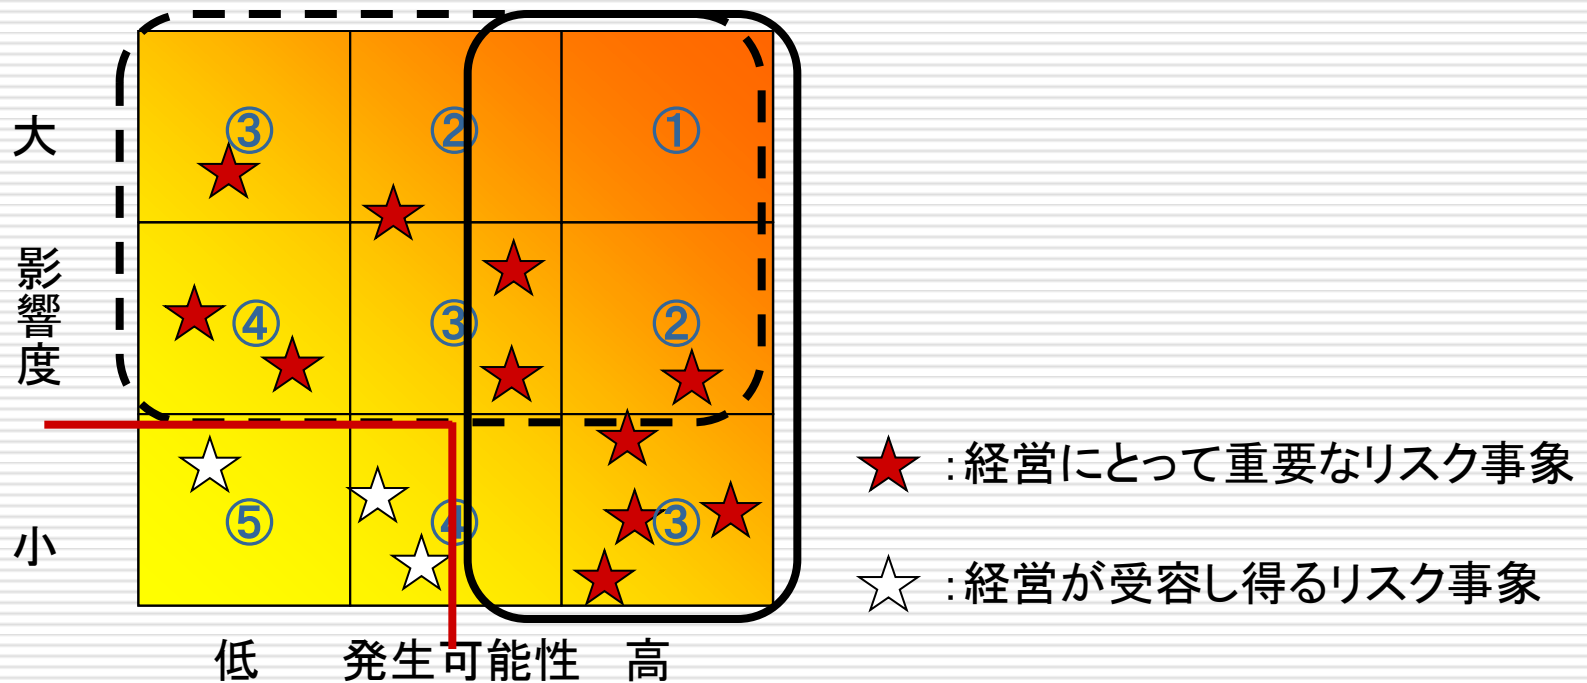 大
③ ② ①
影響度
④ ③ ②
小
⑤ ④ ③
低 発生可能性 高
:経営にとって重要なリスク事象
:経営が受容し得るリスク事象